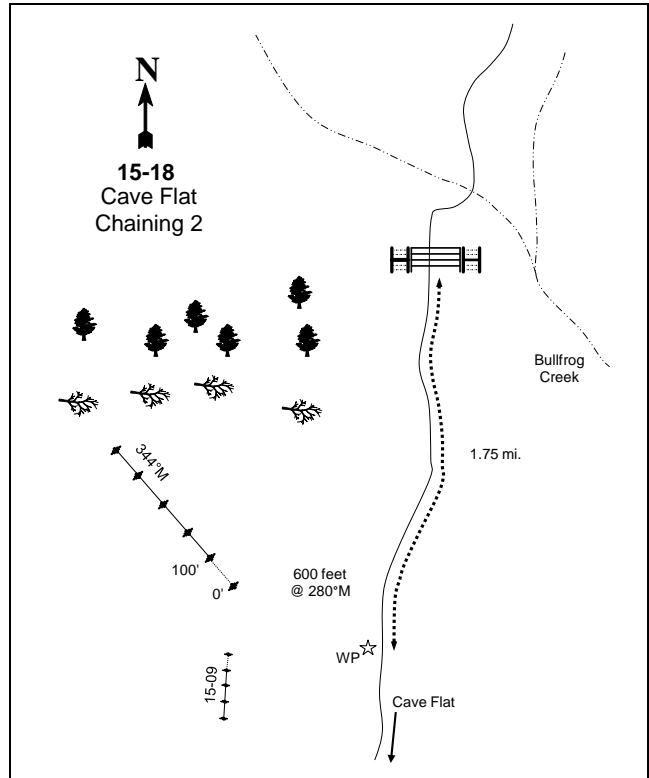 N
15-18
Cave Flat
Chaining 2
Bullfrog
Creek
344°M
1.75 mi.
100'
0'
600 feet
@ 280°M
WP
15-09
Cave Flat